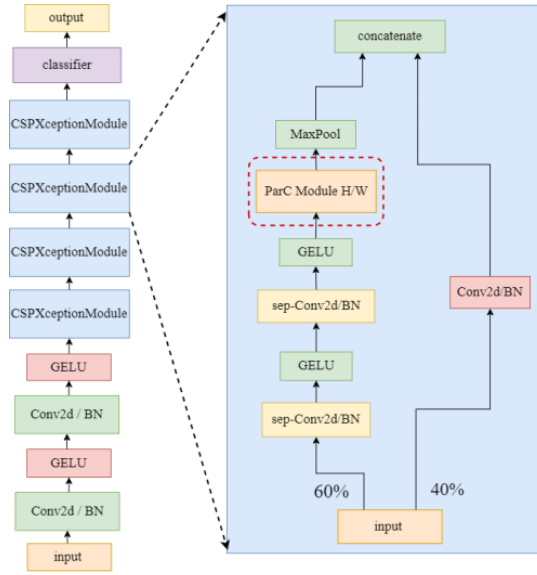 output
classifier
CSPXceptionModule
CSPXceptionModule
CSPXceptionModule
CSPXceptionModule
GELU
Conv2d / BN
GELU
Conv2d / BN
input
concatenate
MaxPool
ParC Module H/W
GELU
sep-Conv2d/BN
GELU
sep-Conv2d/BN
Conv2d/BN
60%
40%
input